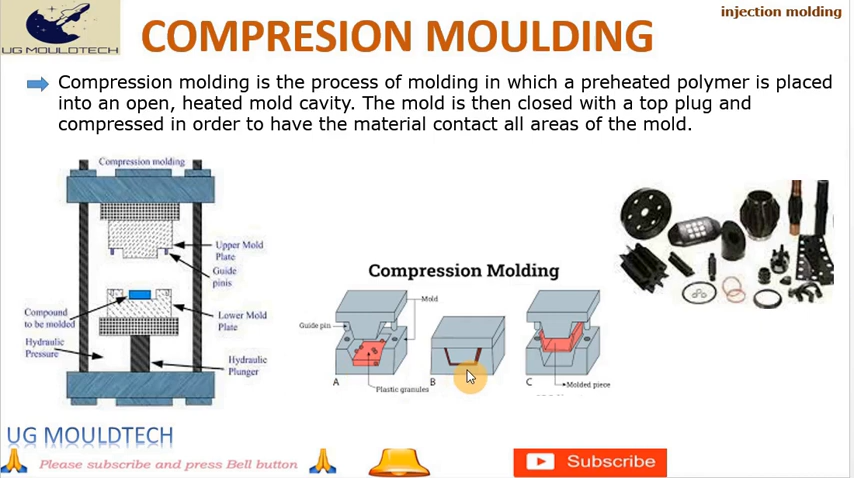 UG MOULDTECH
COMPRESION MOULDING
injection molding
Compression molding is the process of molding in which a preheated polymer is placed
into an open, heated mold cavity. The mold is then closed with a top plug and
compressed in order to have the material contact all areas of the mold.
Compression molding
Upper Mold
Plate
Guide
pinis
Compound
to be molded
Lower Mold
Plate
Hydraulic
Pressure
Hydraulic
Plunger
Compression Molding
Mold
Guide pin
A
Plastic granules
B
C
Molded piece
UG MOULDTECH
Please subscribe and press Bell button
Subscribe